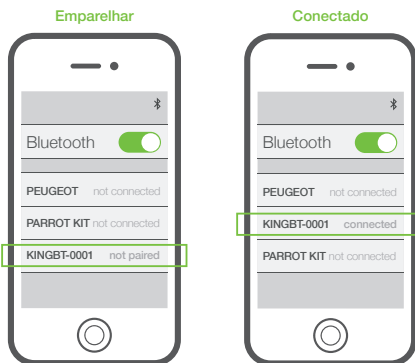 Emparelhar
Bluetooth
PEUGEOT not connected
PARROT KIT not connected
KINGBT-0001 not paired
Conectado
Bluetooth
PEUGEOT not connected
KINGBT-0001 connected
PARROT KIT not connected